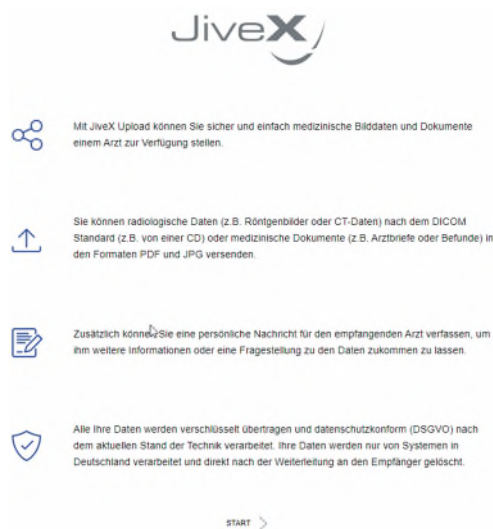 JiveX
Mit JiveX Upload können Sie sicher und einfach medizinische Bilddaten und Dokumente
einem Arzt zur Verfügung stellen.
Sie können radiologische Daten (z.B. Röntgenbilder oder CT-Daten) nach dem DICOM
Standard (z.B. von einer CD) oder medizinische Dokumente (z.B. Arztbriefe oder Befunde) in
den Formaten PDF und JPG versenden.
Zusätzlich können Sie eine persönliche Nachricht für den empfangenden Arzt verfassen, um
ihm weitere Informationen oder eine Fragestellung zu den Daten zukommen zu lassen.
Alle Ihre Daten werden verschlüsselt übertragen und datenschutzkonform (DSGVO) nach
dem aktuellen Stand der Technik verarbeitet. Ihre Daten werden nur von Systemen in
Deutschland verarbeitet und direkt nach der Weiterleitung an den Empfänger gelöscht.
START